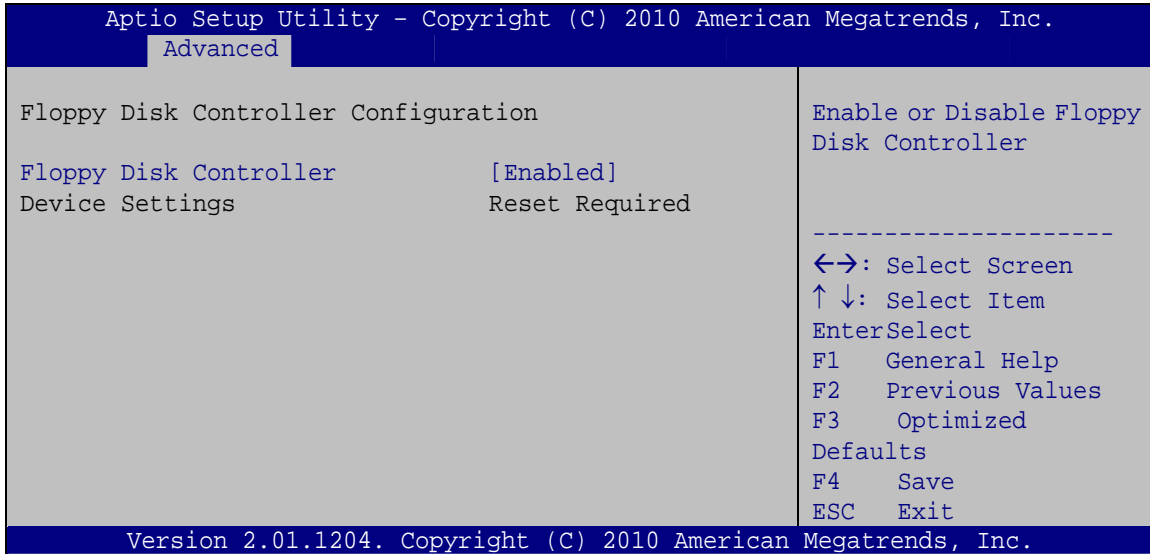 Aptio Setup Utility – Copyright (C) 2010 American Megatrends, Inc.
Advanced
Floppy Disk Controller Configuration
Floppy Disk Controller [Enabled]
Device Settings Reset Required
Enable or Disable Floppy
Disk Controller
---------------------
←→: Select Screen
↑ ↓: Select Item
EnterSelect
F1 General Help
F2 Previous Values
F3 Optimized
Defaults
F4 Save
ESC Exit
Version 2.01.1204. Copyright (C) 2010 American Megatrends, Inc.